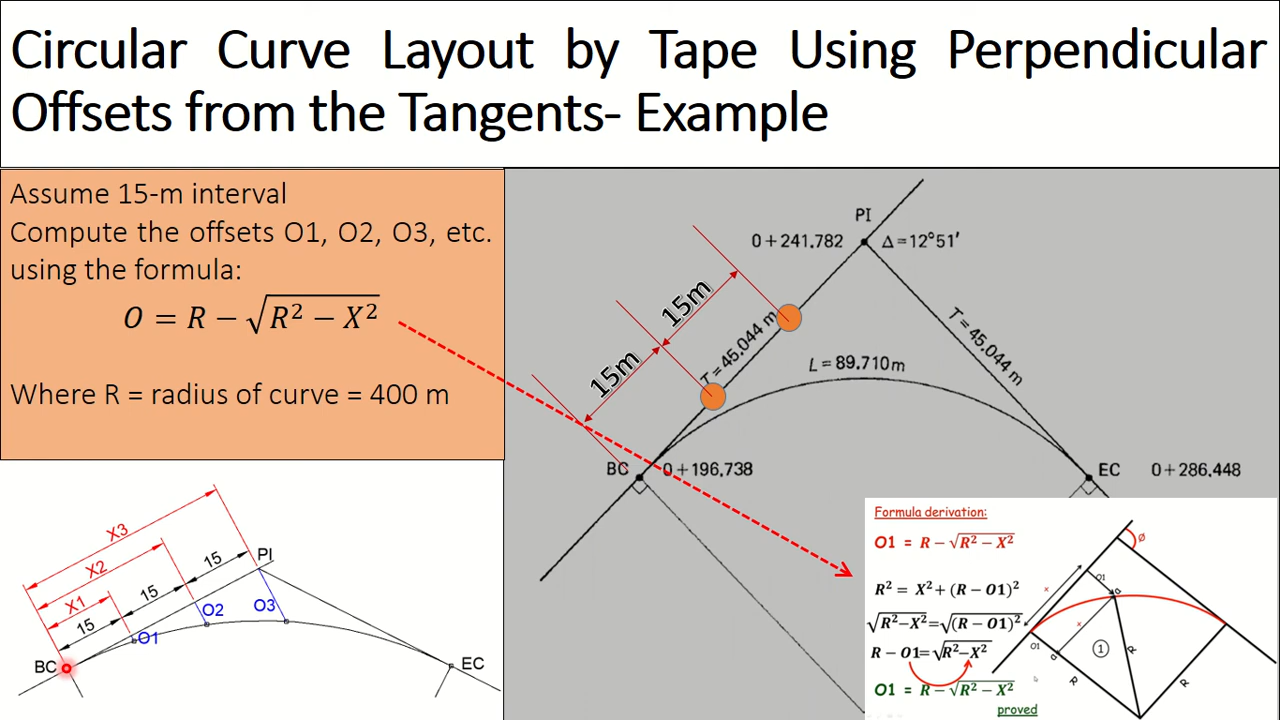 Circular Curve Layout by Tape Using Perpendicular
Offsets from the Tangents- Example
Assume 15-m interval
Compute the offsets O1, O2, O3, etc.
using the formula:
O = R − √(R² − X²)
Where R = radius of curve = 400 m
PI
0+241.782
Δ=12°51′
15m
15m
T = 45.044 m
T = 45.044 m
L = 89.710m
BC
0+196.738
EC
0+286.448
X3
X2
X1
15
15
15
PI
O1
O2
O3
BC
EC
Formula derivation:
O1 = R − √(R² − X²)
R² = X² + (R − O1)²
√(R²−X²)=√((R − O1)²)
R − O1=√(R²−X²)
O1 = R − √(R² − X²)
proved
Ø
O1
x
a
x
O1
a
1
R
R
R